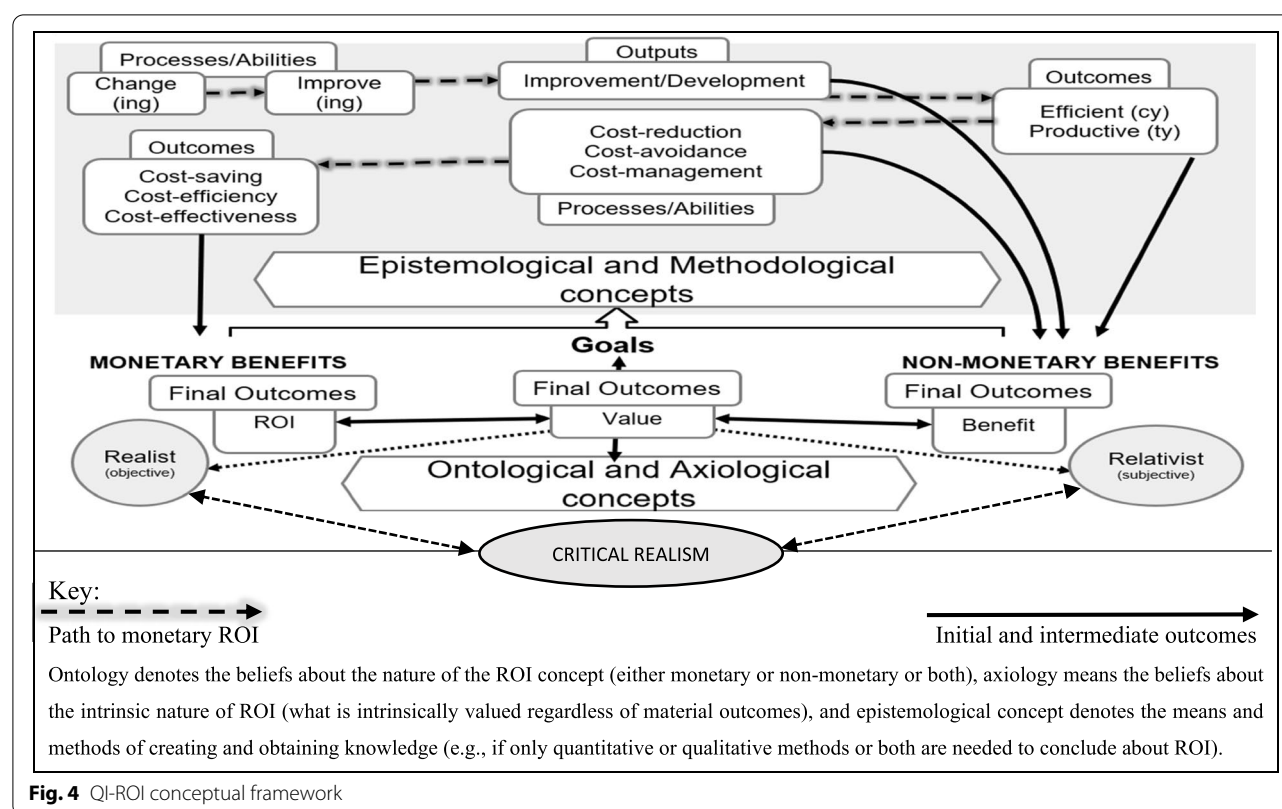 Processes/Abilities
Change
(ing)
Improve
(ing)
Outputs
Improvement/Development
Outcomes
Efficient (cy)
Productive (ty)
Cost-reduction
Cost-avoidance
Cost-management
Processes/Abilities
Outcomes
Cost-saving
Cost-efficiency
Cost-effectiveness
Epistemological and Methodological
concepts
Goals
MONETARY BENEFITS
NON-MONETARY BENEFITS
Final Outcomes
ROI
Final Outcomes
Value
Final Outcomes
Benefit
Realist
(objective)
Relativist
(subjective)
Ontological and Axiological
concepts
CRITICAL REALISM
Key:
Path to monetary ROI
Initial and intermediate outcomes
Ontology denotes the beliefs about the nature of the ROI concept (either monetary or non-monetary or both), axiology means the beliefs about
the intrinsic nature of ROI (what is intrinsically valued regardless of material outcomes), and epistemological concept denotes the means and
methods of creating and obtaining knowledge (e.g., if only quantitative or qualitative methods or both are needed to conclude about ROI).
Fig. 4 QI-ROI conceptual framework